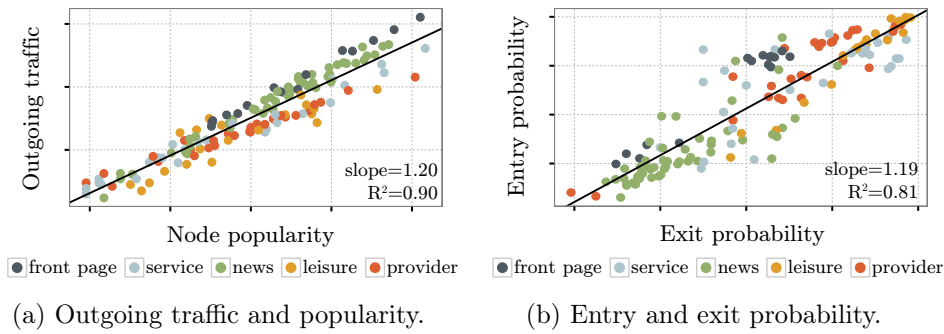 Outgoing traffic
slope=1.20
R²=0.90
Node popularity
front page service news leisure provider
(a) Outgoing traffic and popularity.
Entry probability
slope=1.19
R²=0.81
Exit probability
front page service news leisure provider
(b) Entry and exit probability.